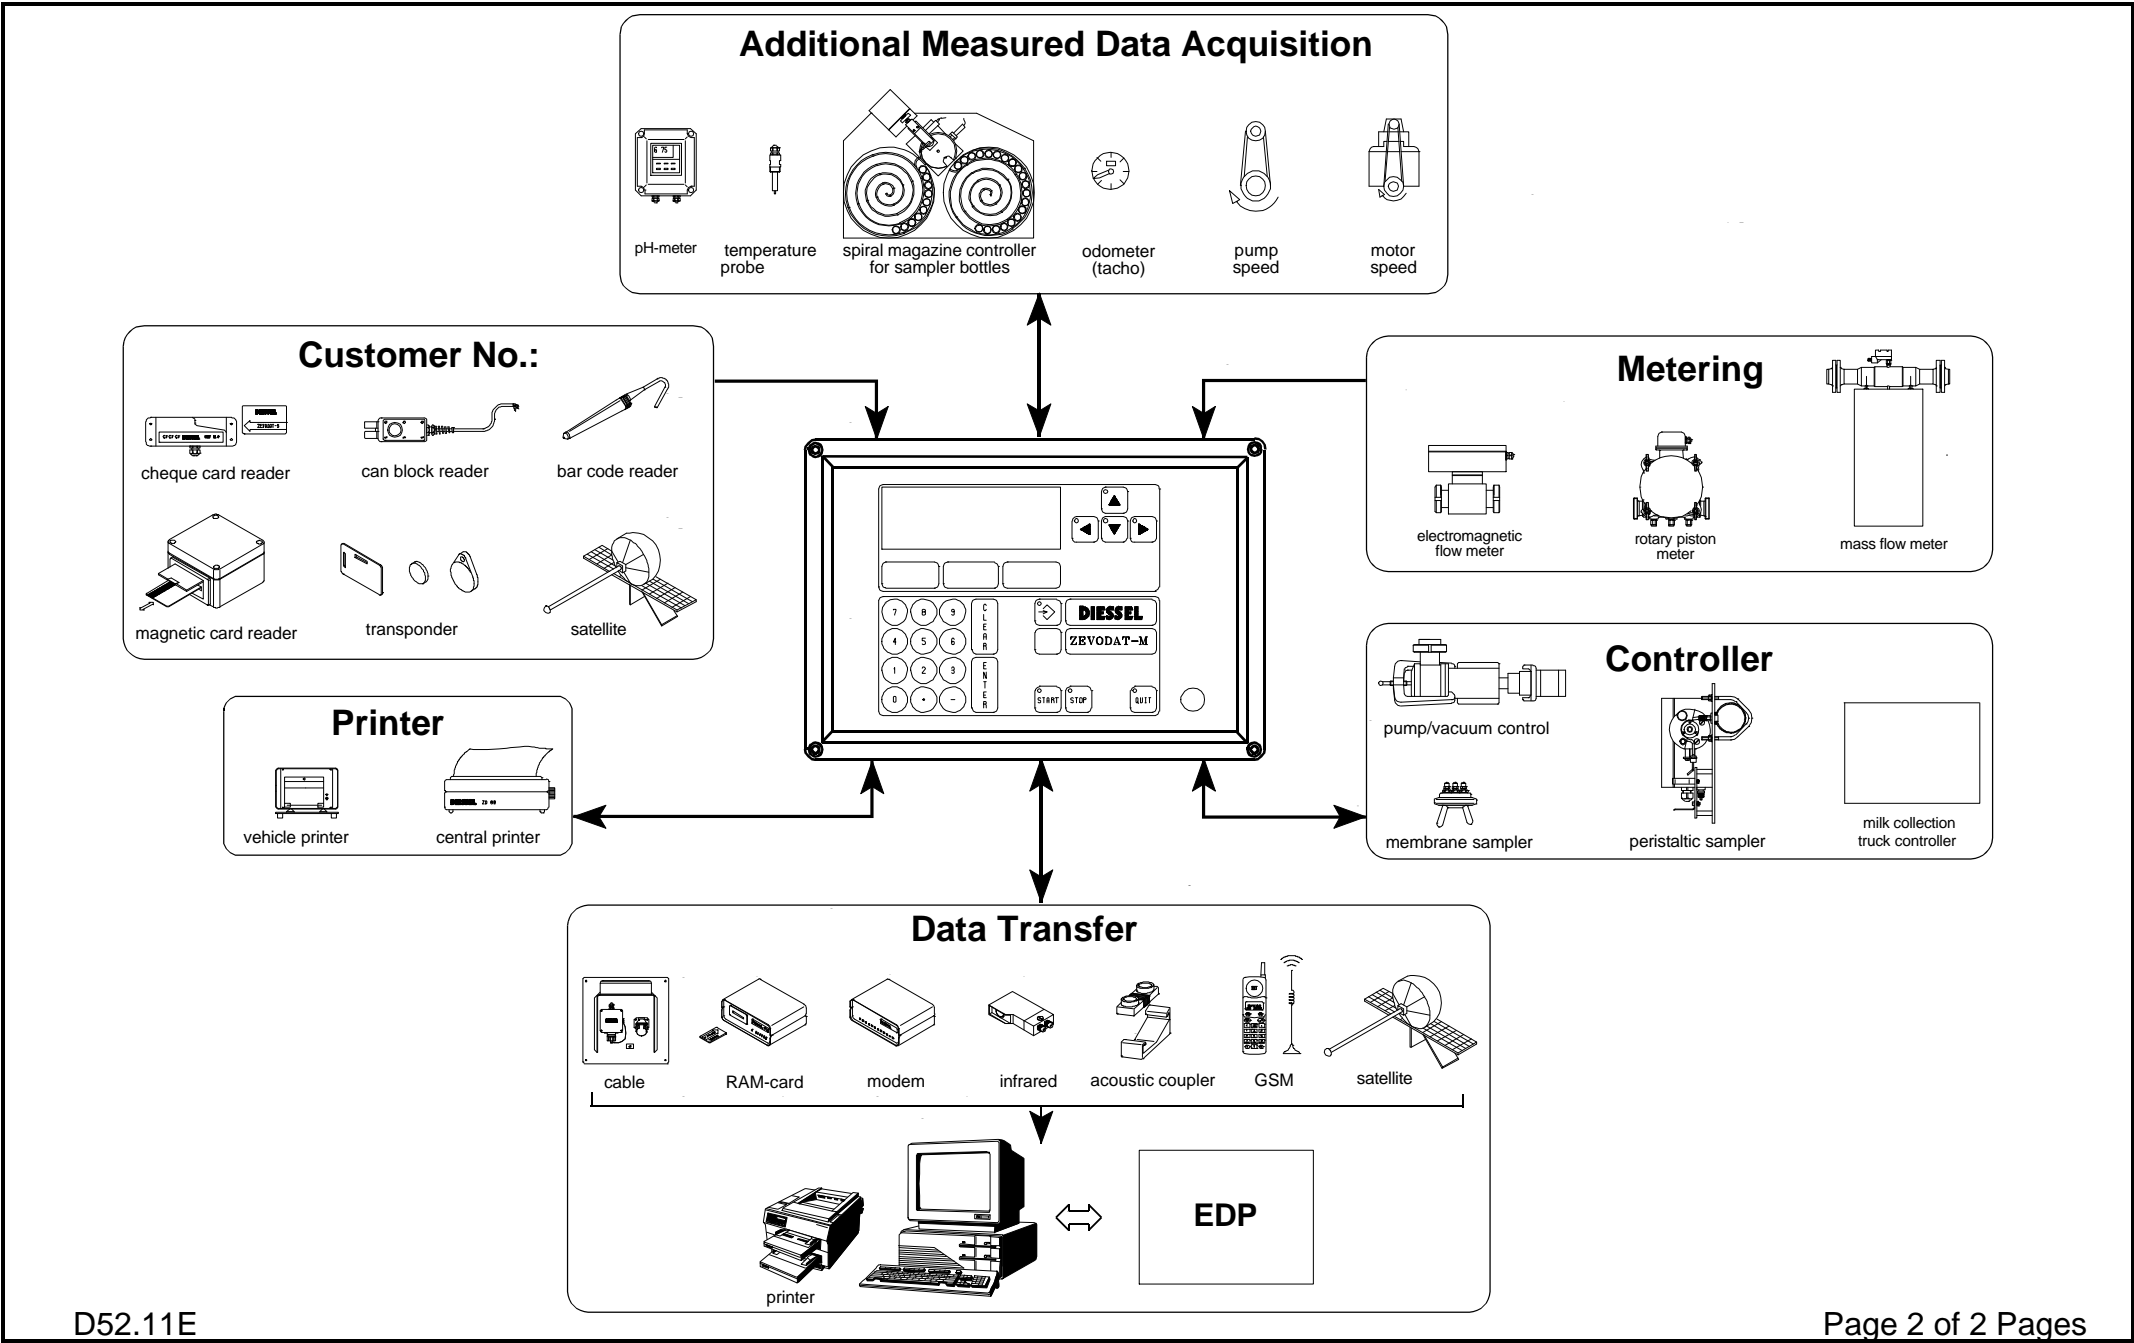 Additional Measured Data Acquisition
6 75
pH-meter
temperature
probe
spiral magazine controller
for sampler bottles
odometer
(tacho)
pump
speed
motor
speed
Customer No.:
DIESSEL
cheque card reader
can block reader
bar code reader
magnetic card reader
transponder
satellite
Metering
electromagnetic
flow meter
rotary piston
meter
mass flow meter
7 8 9
4 5 6
1 2 3
0 • –
CLEAR
ENTER
DIESSEL
ZEVODAT-M
START
STOP
QUIT
Printer
DIESSEL
vehicle printer
central printer
Controller
pump/vacuum control
membrane sampler
peristaltic sampler
milk collection
truck controller
Data Transfer
cable
RAM-card
modem
infrared
acoustic coupler
GSM
satellite
printer
EDP
D52.11E
Page 2 of 2 Pages